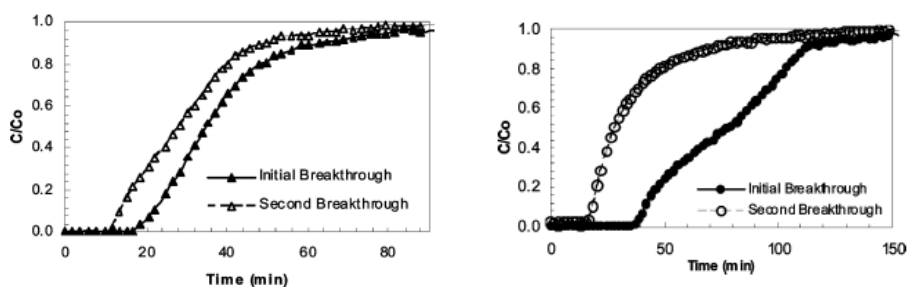 1.0
0.8
0.6
0.4
0.2
0.0
C/Co
Initial Breakthrough
Second Breakthrough
0 20 40 60 80
Time (min)
1.0
0.8
0.6
0.4
0.2
0.0
C/Co
Initial Breakthrough
Second Breakthrough
0 50 100 150
Time (min)